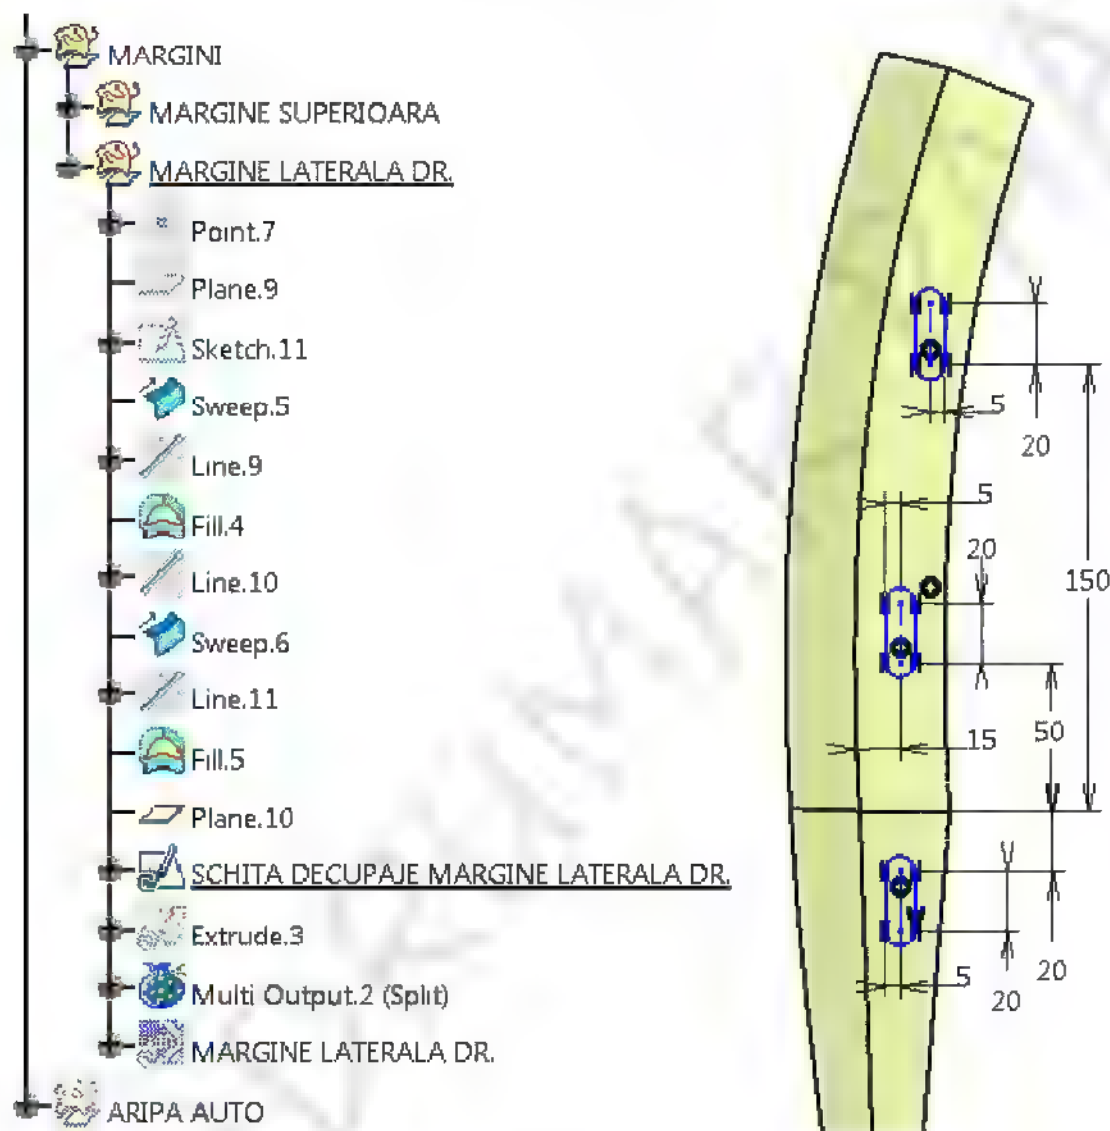 MARGINI
MARGINE SUPERIOARA
MARGINE LATERALA DR.
Point.7
Plane.9
Sketch.11
Sweep.5
Line.9
Fill.4
Line.10
Sweep.6
Line.11
Fill.5
Plane.10
SCHITA DECUPAJE MARGINE LATERALA DR.
Extrude.3
Multi Output.2 (Split)
MARGINE LATERALA DR.
ARIPA AUTO
5
20
5
20
150
15
50
5
20
20